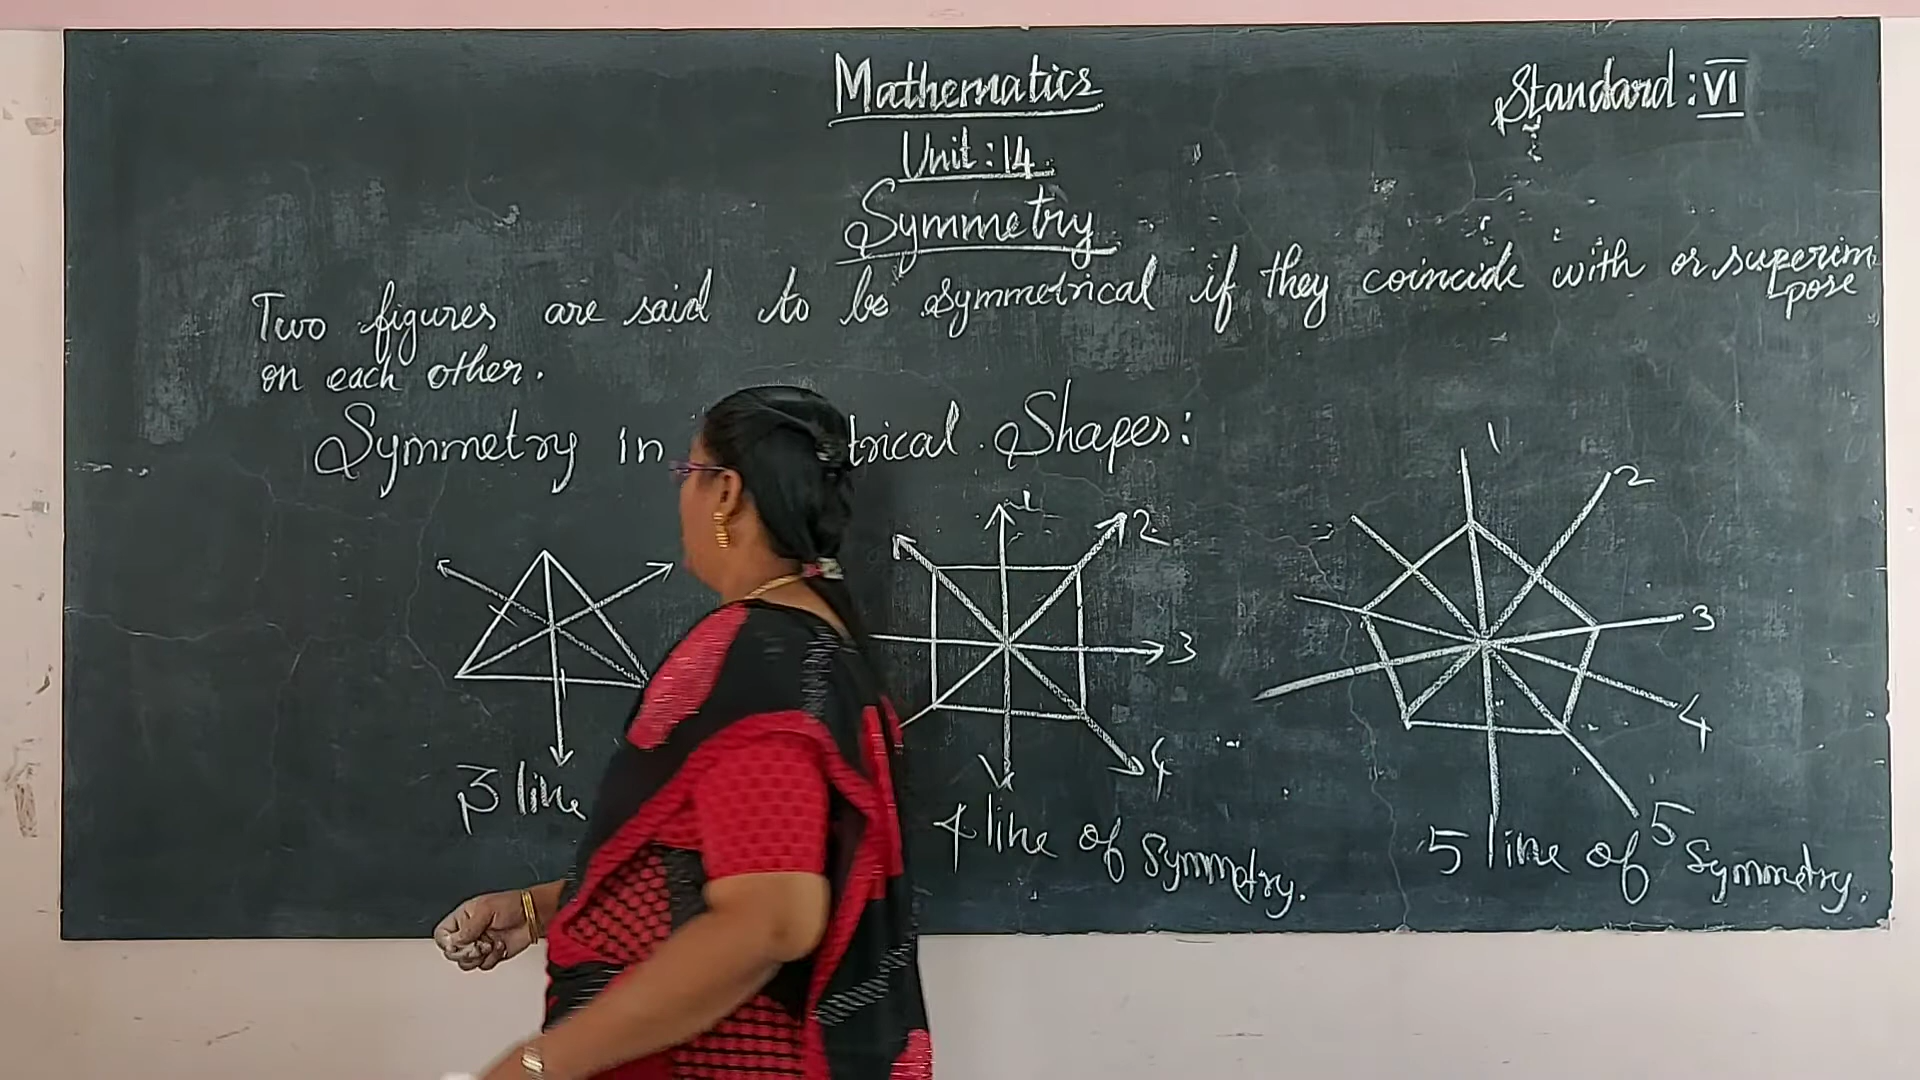 Mathematics
Standard : VI
Unit : 14
Symmetry
Two figures are said to be symmetrical if they coincide with or superim
pose
on each other.
Symmetry in trical Shapes:
1
2
3
4
1
2
3
4
5
3 line
4 line of Symmetry.
5 line of Symmetry.